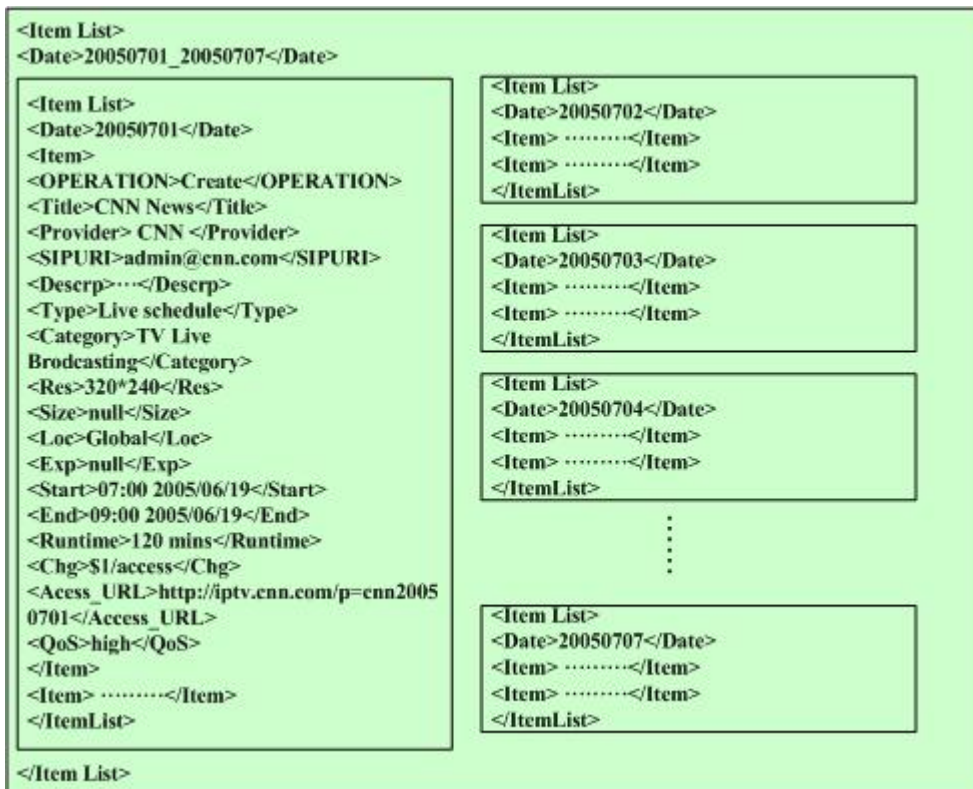 <Item List>
<Date>20050701_20050707</Date>
<Item List>
<Date>20050701</Date>
<Item>
<OPERATION>Create</OPERATION>
<Title>CNN News</Title>
<Provider> CNN </Provider>
<SIPURI>admin@cnn.com</SIPURI>
<Descrp>···</Descrp>
<Type>Live schedule</Type>
<Category>TV Live
Brodcasting</Category>
<Res>320*240</Res>
<Size>null</Size>
<Loc>Global</Loc>
<Exp>null</Exp>
<Start>07:00 2005/06/19</Start>
<End>09:00 2005/06/19</End>
<Runtime>120 mins</Runtime>
<Chg>$1/access</Chg>
<Acess_URL>http://iptv.cnn.com/p=cnn2005
0701</Access_URL>
<QoS>high</QoS>
</Item>
<Item> ·········</Item>
</ItemList>
<Item List>
<Date>20050702</Date>
<Item> ·········</Item>
<Item> ·········</Item>
</ItemList>
<Item List>
<Date>20050703</Date>
<Item> ·········</Item>
<Item> ·········</Item>
</ItemList>
<Item List>
<Date>20050704</Date>
<Item> ·········</Item>
<Item> ·········</Item>
</ItemList>
<Item List>
<Date>20050707</Date>
<Item> ·········</Item>
<Item> ·········</Item>
</ItemList>
</Item List>